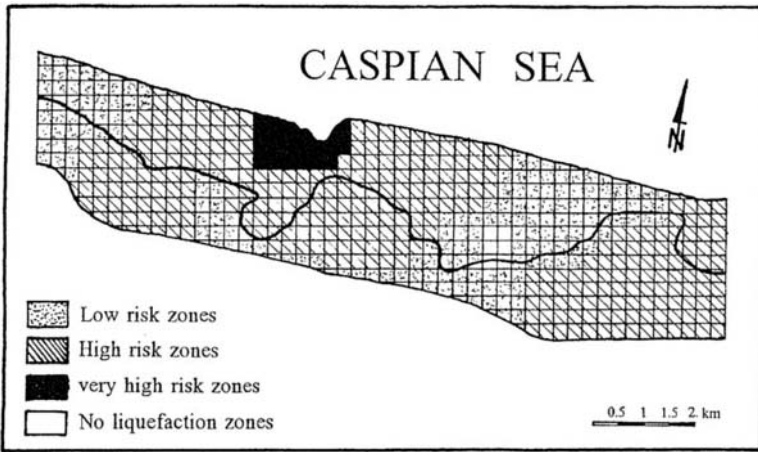 CASPIAN SEA
N
Low risk zones
High risk zones
very high risk zones
No liquefaction zones
0.5 1 1.5 2. km